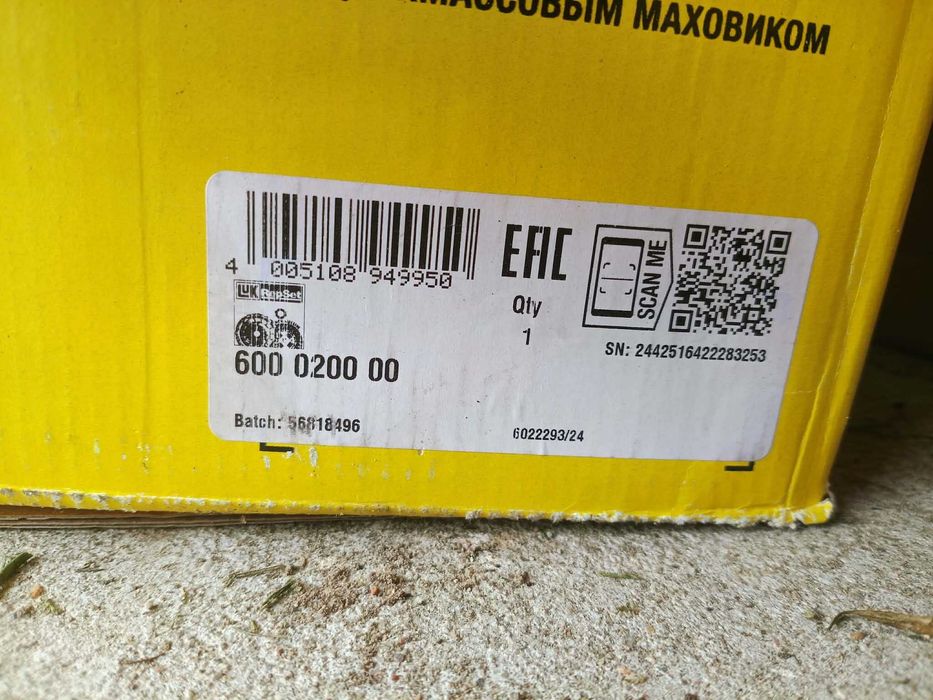 МАХОВИКОМ
4 005108 949950
LUK RepSet
600 0200 00
Batch: 56818496
EAC
Qty
1
SCAN ME
SN: 2442516422283253
6022293/24